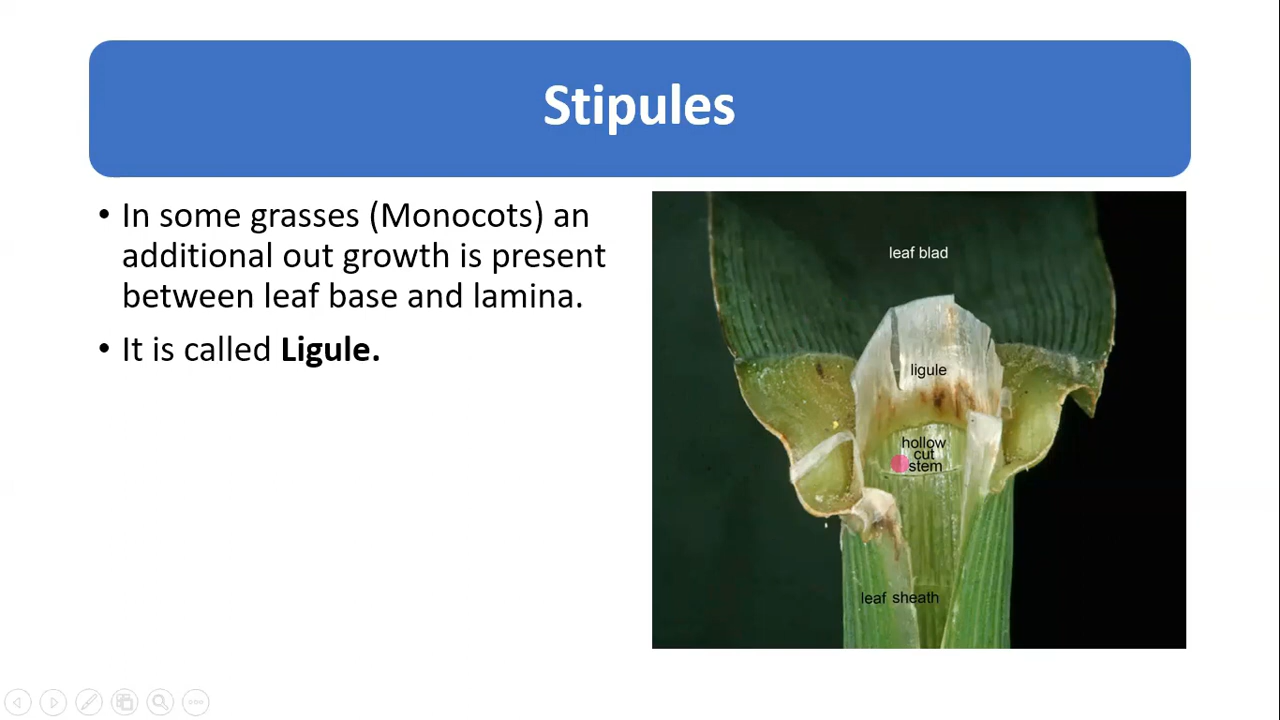 Stipules
• In some grasses (Monocots) an
additional out growth is present
between leaf base and lamina.
• It is called Ligule.
leaf blad
ligule
hollow
cut
stem
leaf sheath